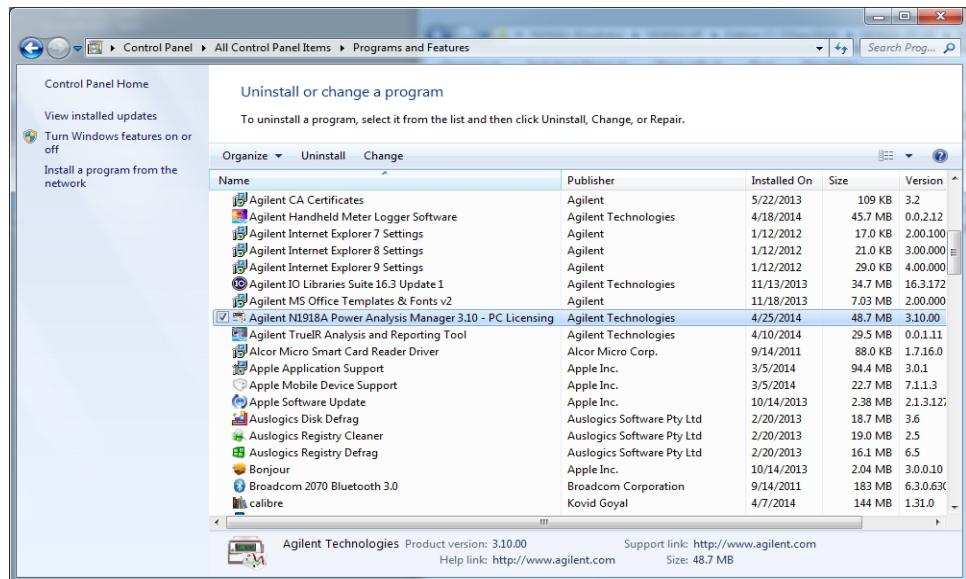 Control Panel ▸ All Control Panel Items ▸ Programs and Features
Search Prog...
Control Panel Home
View installed updates
Turn Windows features on or
off
Install a program from the
network
Uninstall or change a program
To uninstall a program, select it from the list and then click Uninstall, Change, or Repair.
Organize Uninstall Change
Name Publisher Installed On Size Version
Agilent CA Certificates Agilent 5/22/2013 109 KB 3.2
Agilent Handheld Meter Logger Software Agilent Technologies 4/18/2014 45.7 MB 0.0.2.12
Agilent Internet Explorer 7 Settings Agilent 1/12/2012 17.0 KB 2.00.100
Agilent Internet Explorer 8 Settings Agilent 1/12/2012 21.0 KB 3.00.000
Agilent Internet Explorer 9 Settings Agilent 1/12/2012 29.0 KB 4.00.000
Agilent IO Libraries Suite 16.3 Update 1 Agilent Technologies 11/13/2013 34.7 MB 16.3.172
Agilent MS Office Templates & Fonts v2 Agilent 11/18/2013 7.03 MB 2.00.000
Agilent N1918A Power Analysis Manager 3.10 - PC Licensing Agilent Technologies 4/25/2014 48.7 MB 3.10.00
Agilent TrueIR Analysis and Reporting Tool Agilent Technologies 4/10/2014 29.5 MB 0.0.1.11
Alcor Micro Smart Card Reader Driver Alcor Micro Corp. 9/14/2011 88.0 KB 1.7.16.0
Apple Application Support Apple Inc. 3/5/2014 94.4 MB 3.0.1
Apple Mobile Device Support Apple Inc. 3/5/2014 22.7 MB 7.1.1.3
Apple Software Update Apple Inc. 10/14/2013 2.38 MB 2.1.3.127
Auslogics Disk Defrag Auslogics Software Pty Ltd 2/20/2013 18.7 MB 3.6
Auslogics Registry Cleaner Auslogics Software Pty Ltd 2/20/2013 19.0 MB 2.5
Auslogics Registry Defrag Auslogics Software Pty Ltd 2/20/2013 16.1 MB 6.5
Bonjour Apple Inc. 10/14/2013 2.04 MB 3.0.0.10
Broadcom 2070 Bluetooth 3.0 Broadcom Corporation 9/14/2011 183 MB 6.3.0.630
calibre Kovid Goyal 4/7/2014 144 MB 1.31.0
Agilent Technologies Product version: 3.10.00 Support link: http://www.agilent.com
Help link: http://www.agilent.com Size: 48.7 MB